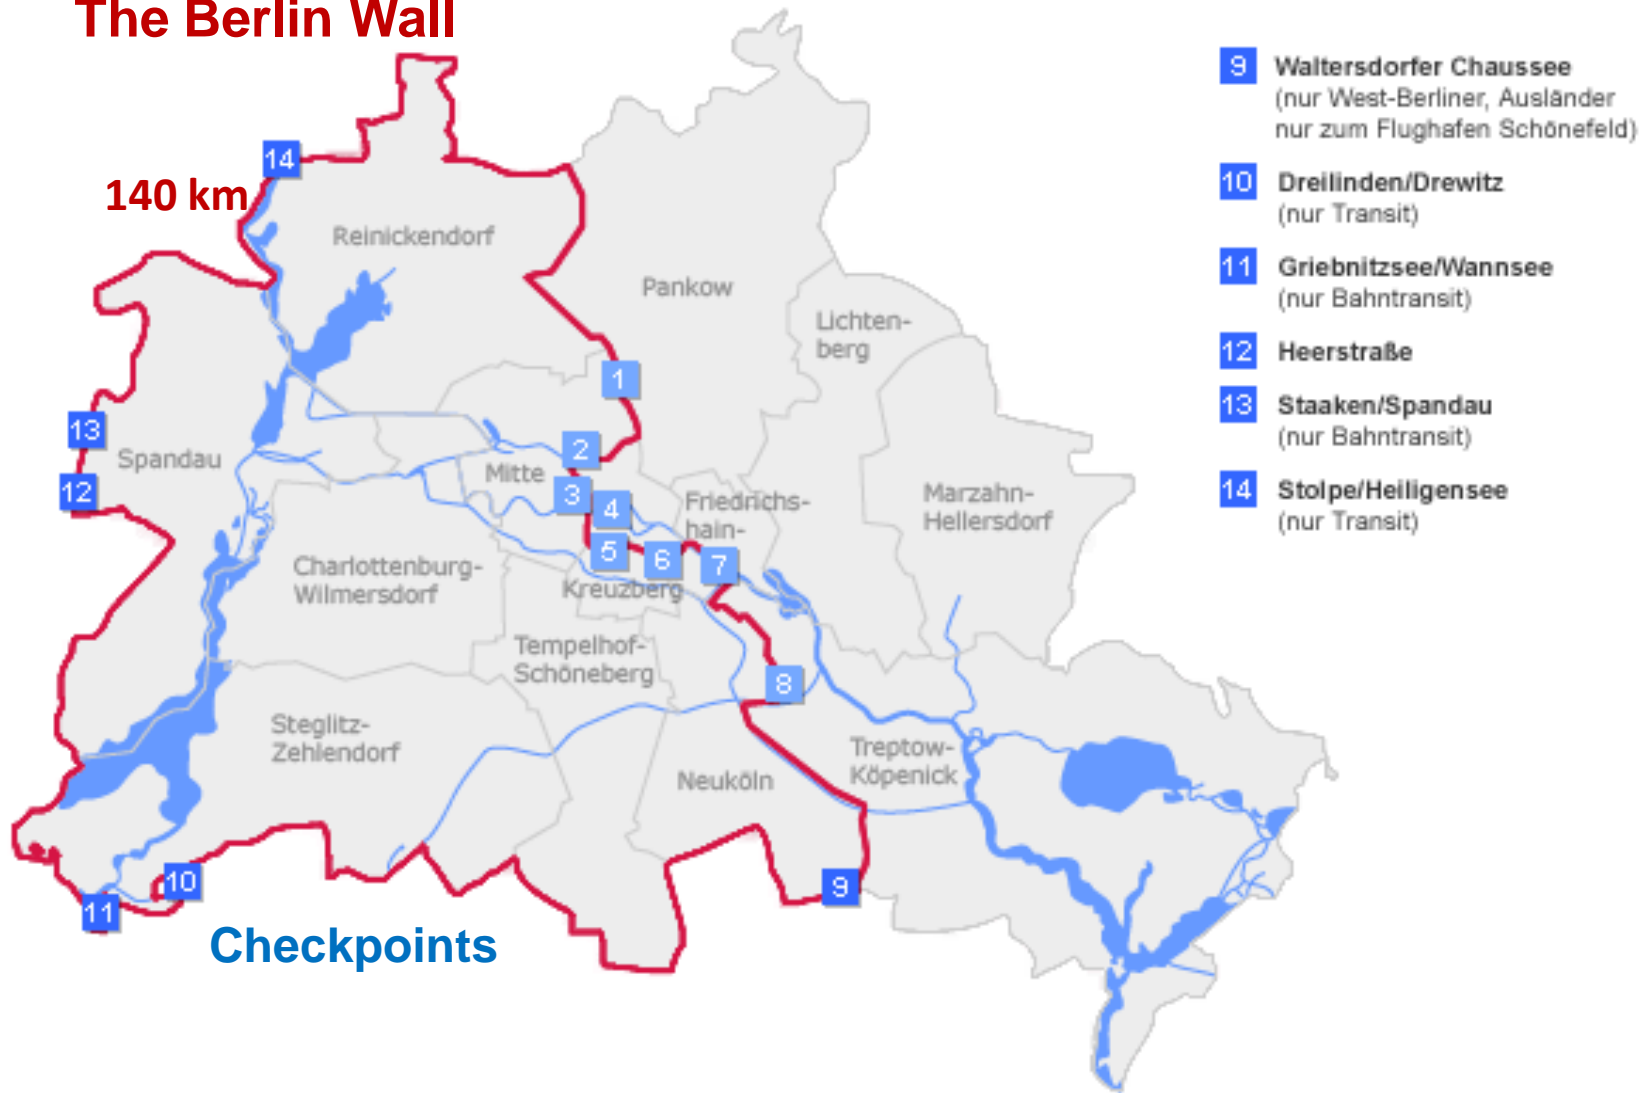 The Berlin Wall
140 km
14
Reinickendorf
Pankow
Lichten-
berg
1
13
Spandau
12
2
Mitte
3
4
Friedrichs-
hain-
5
6
7
Kreuzberg
Marzahn-
Hellersdorf
Charlottenburg-
Wilmersdorf
Tempelhof-
Schöneberg
8
Steglitz-
Zehlendorf
Neuköln
Treptow-
Köpenick
10
11
9
Checkpoints
9 Waltersdorfer Chaussee
(nur West-Berliner, Ausländer
nur zum Flughafen Schönefeld)
10 Dreilinden/Drewitz
(nur Transit)
11 Griebnitzsee/Wannsee
(nur Bahntransit)
12 Heerstraße
13 Staaken/Spandau
(nur Bahntransit)
14 Stolpe/Heiligensee
(nur Transit)